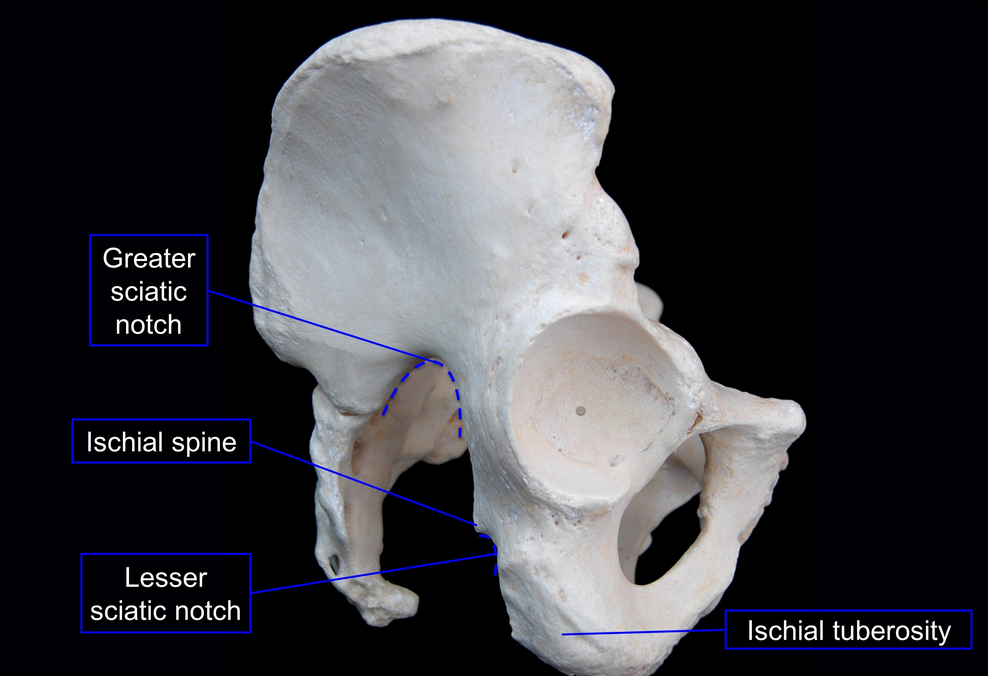 Greater
sciatic
notch
Ischial spine
Lesser
sciatic notch
Ischial tuberosity